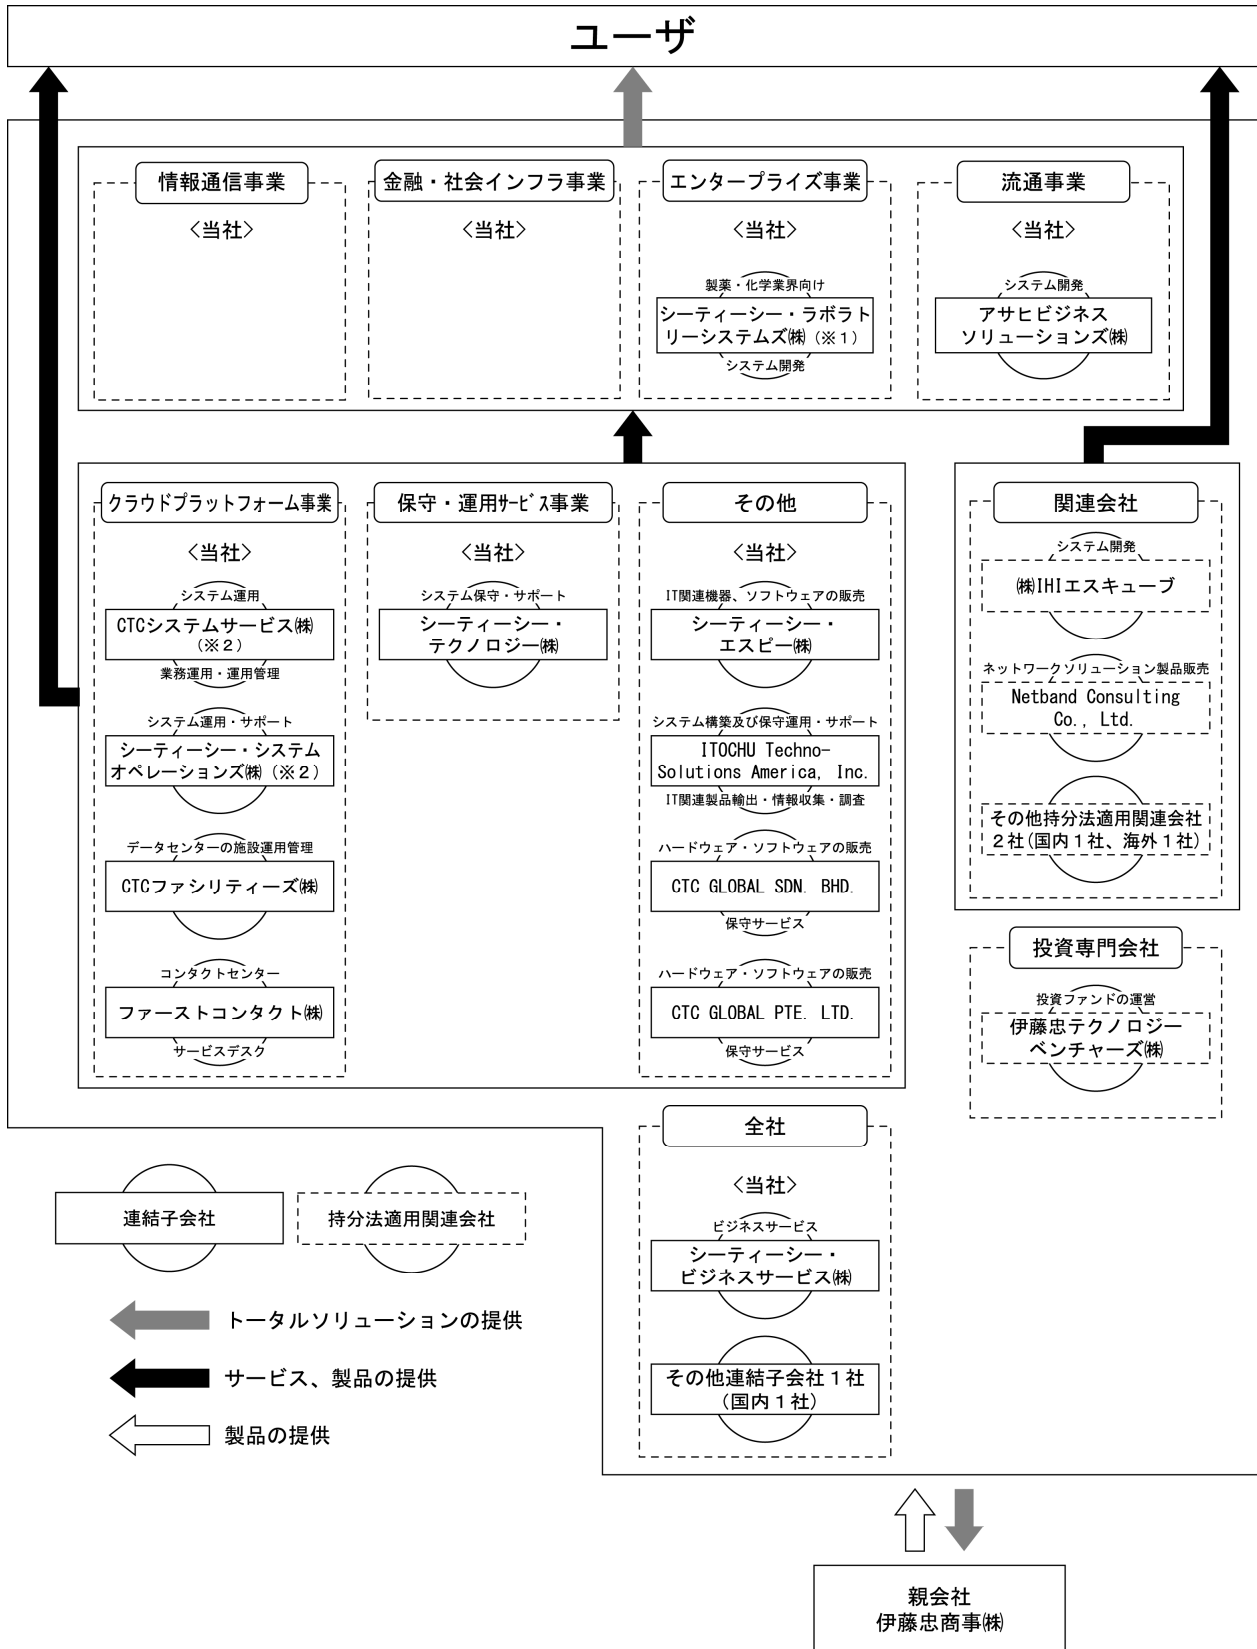 ユーザ
情報通信事業
〈当社〉
金融・社会インフラ事業
〈当社〉
エンタープライズ事業
〈当社〉
製薬・化学業界向け
シーティーシー・ラボラト
リーシステムズ㈱（※１）
システム開発
流通事業
〈当社〉
システム開発
アサヒビジネス
ソリューションズ㈱
クラウドプラットフォーム事業
〈当社〉
システム運用
CTCシステムサービス㈱
（※２）
業務運用・運用管理
システム運用・サポート
シーティーシー・システム
オペレーションズ㈱（※２）
データセンターの施設運用管理
CTCファシリティーズ㈱
コンタクトセンター
ファーストコンタクト㈱
サービスデスク
保守・運用ｻｰﾋﾞｽ事業
〈当社〉
システム保守・サポート
シーティーシー・
テクノロジー㈱
その他
〈当社〉
IT関連機器、ソフトウェアの販売
シーティーシー・
エスピー㈱
システム構築及び保守運用・サポート
ITOCHU Techno-
Solutions America, Inc.
IT関連製品輸出・情報収集・調査
ハードウェア・ソフトウェアの販売
CTC GLOBAL SDN. BHD.
保守サービス
ハードウェア・ソフトウェアの販売
CTC GLOBAL PTE. LTD.
保守サービス
関連会社
システム開発
㈱IHIエスキューブ
ネットワークソリューション製品販売
Netband Consulting
Co., Ltd.
その他持分法適用関連会社
２社(国内１社、海外１社)
投資専門会社
投資ファンドの運営
伊藤忠テクノロジー
ベンチャーズ㈱
全社
〈当社〉
ビジネスサービス
シーティーシー・
ビジネスサービス㈱
その他連結子会社１社
(国内１社)
連結子会社
持分法適用関連会社
トータルソリューションの提供
サービス、製品の提供
製品の提供
親会社
伊藤忠商事㈱